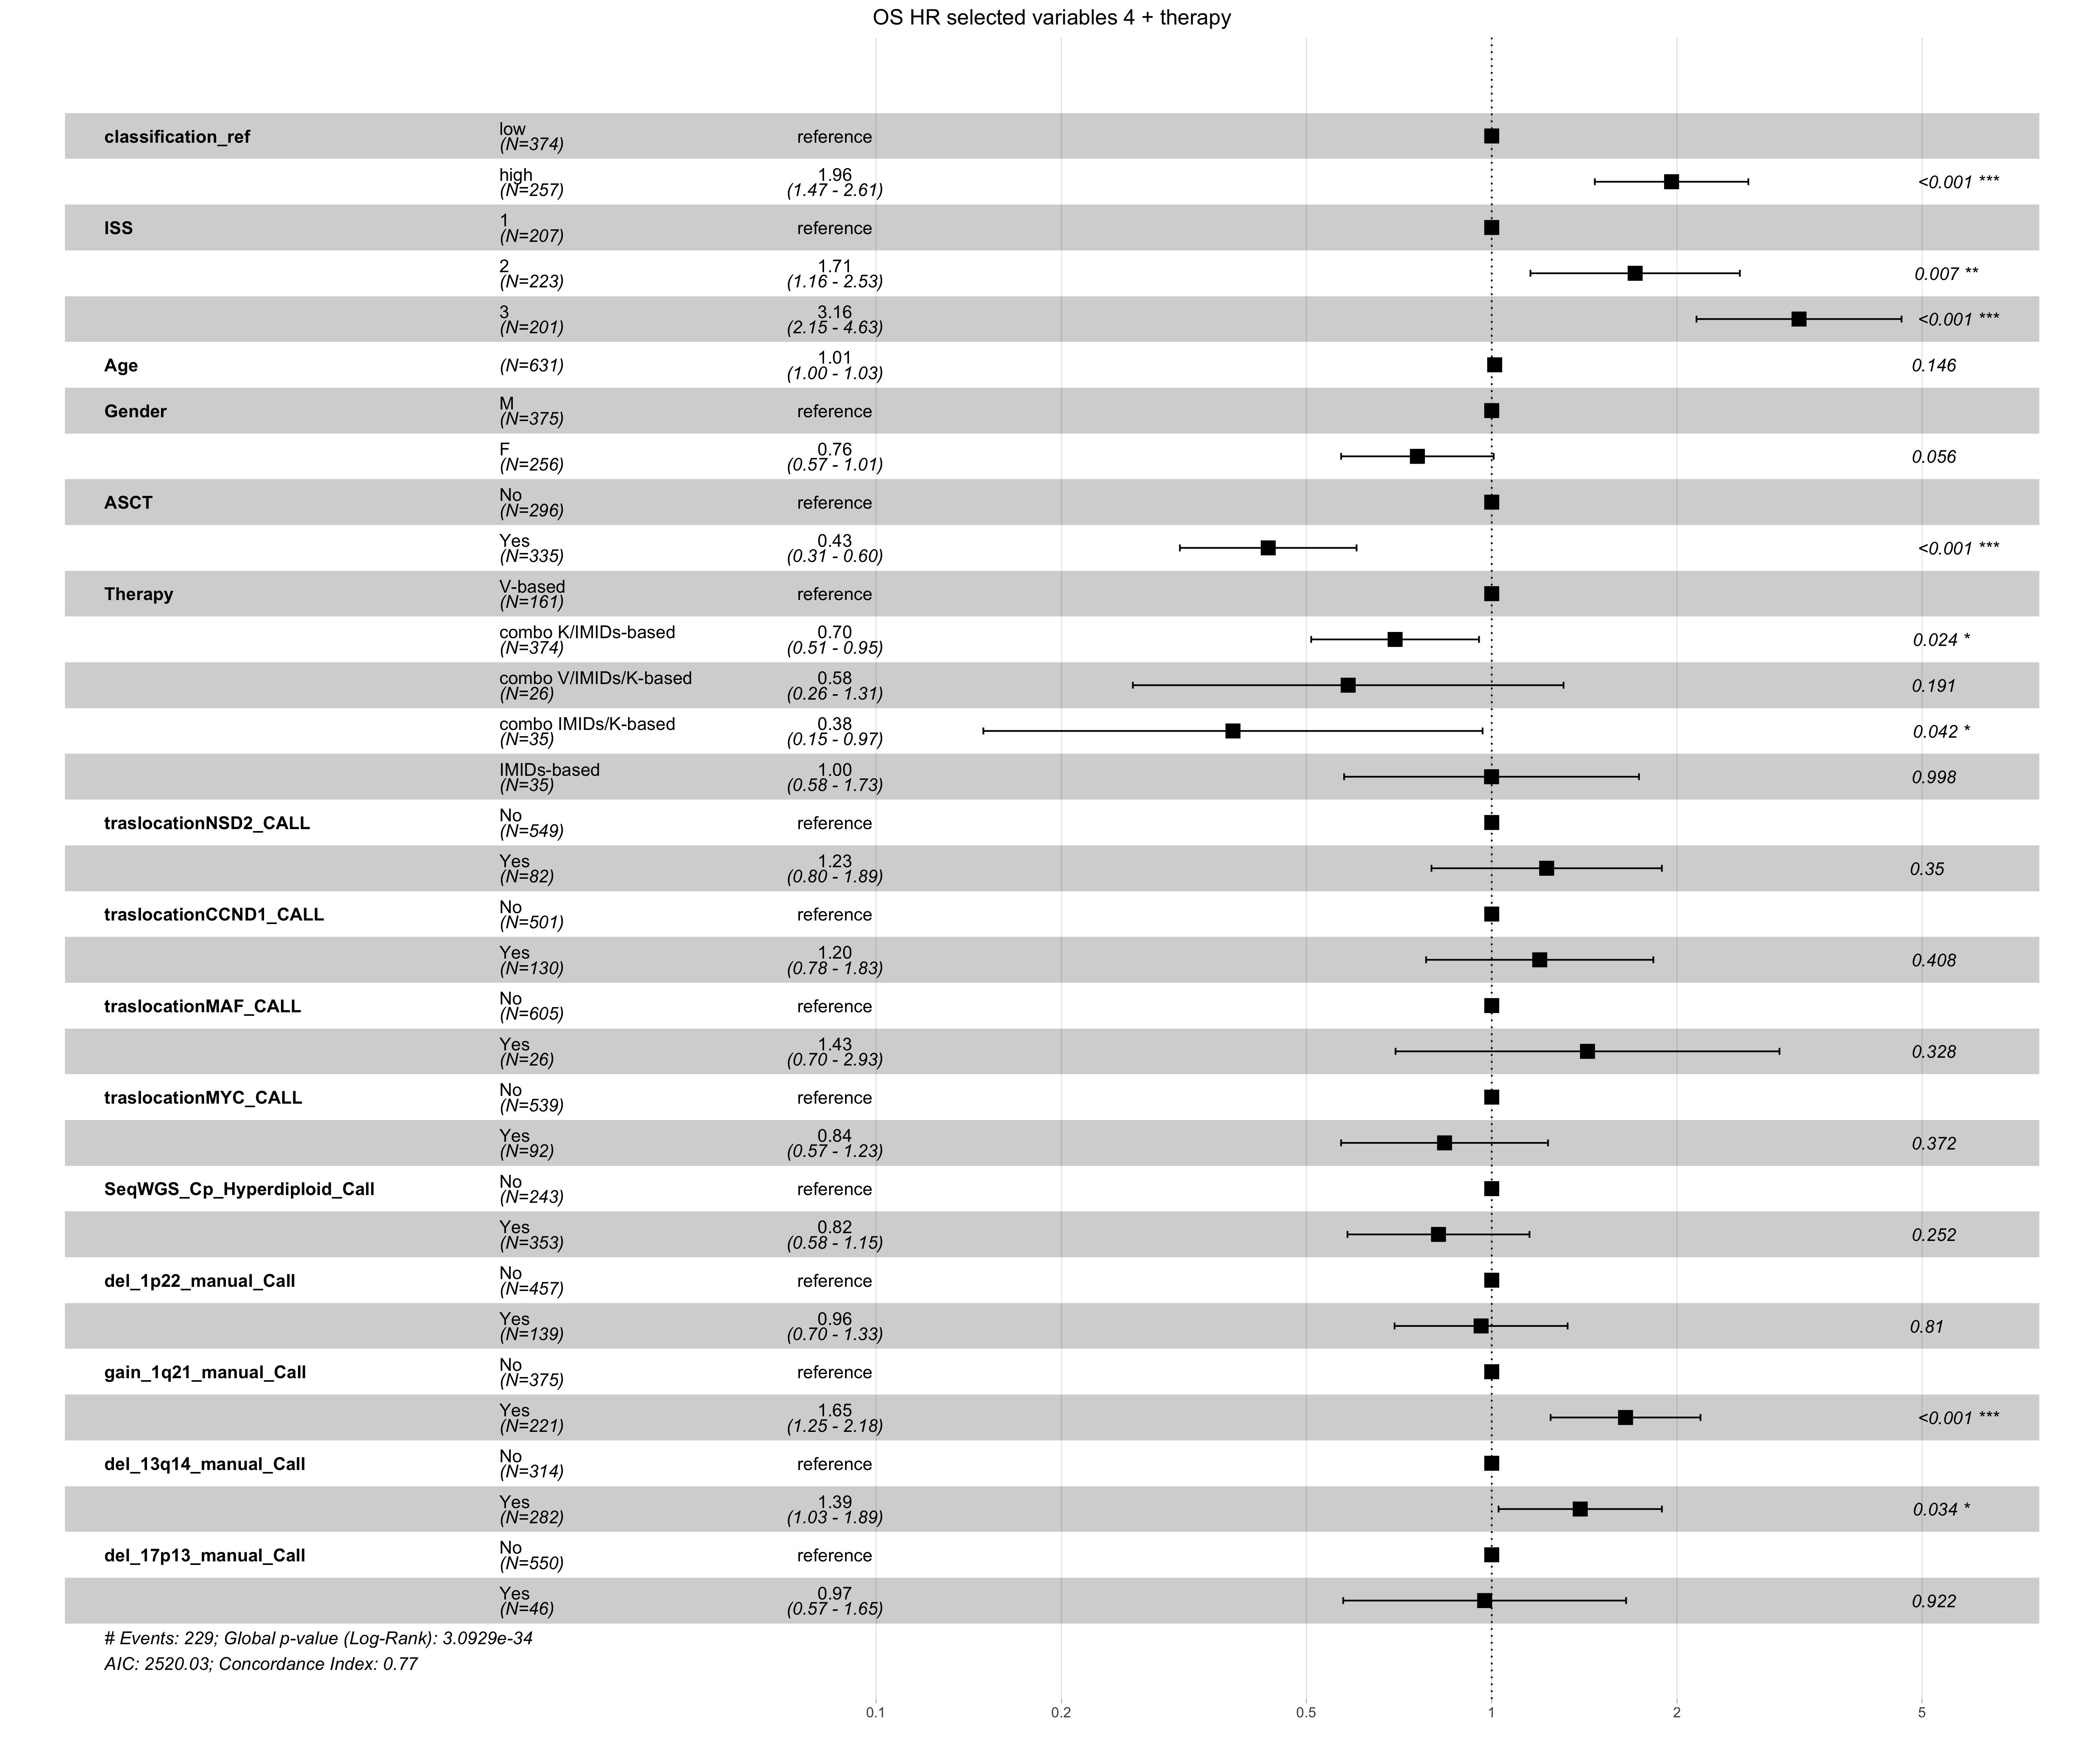 OS HR selected variables 4 + therapy
classification_ref low (N=374) reference
high (N=257) 1.96 (1.47 - 2.61) <0.001 ***
ISS 1 (N=207) reference
2 (N=223) 1.71 (1.16 - 2.53) 0.007 **
3 (N=201) 3.16 (2.15 - 4.63) <0.001 ***
Age (N=631) 1.01 (1.00 - 1.03) 0.146
Gender M (N=375) reference
F (N=256) 0.76 (0.57 - 1.01) 0.056
ASCT No (N=296) reference
Yes (N=335) 0.43 (0.31 - 0.60) <0.001 ***
Therapy V-based (N=161) reference
combo K/IMIDs-based (N=374) 0.70 (0.51 - 0.95) 0.024 *
combo V/IMIDs/K-based (N=26) 0.58 (0.26 - 1.31) 0.191
combo IMIDs/K-based (N=35) 0.38 (0.15 - 0.97) 0.042 *
IMIDs-based (N=35) 1.00 (0.58 - 1.73) 0.998
traslocationNSD2_CALL No (N=549) reference
Yes (N=82) 1.23 (0.80 - 1.89) 0.35
traslocationCCND1_CALL No (N=501) reference
Yes (N=130) 1.20 (0.78 - 1.83) 0.408
traslocationMAF_CALL No (N=605) reference
Yes (N=26) 1.43 (0.70 - 2.93) 0.328
traslocationMYC_CALL No (N=539) reference
Yes (N=92) 0.84 (0.57 - 1.23) 0.372
SeqWGS_Cp_Hyperdiploid_Call No (N=243) reference
Yes (N=353) 0.82 (0.58 - 1.15) 0.252
del_1p22_manual_Call No (N=457) reference
Yes (N=139) 0.96 (0.70 - 1.33) 0.81
gain_1q21_manual_Call No (N=375) reference
Yes (N=221) 1.65 (1.25 - 2.18) <0.001 ***
del_13q14_manual_Call No (N=314) reference
Yes (N=282) 1.39 (1.03 - 1.89) 0.034 *
del_17p13_manual_Call No (N=550) reference
Yes (N=46) 0.97 (0.57 - 1.65) 0.922
# Events: 229; Global p-value (Log-Rank): 3.0929e-34
AIC: 2520.03; Concordance Index: 0.77
0.1 0.2 0.5 1 2 5